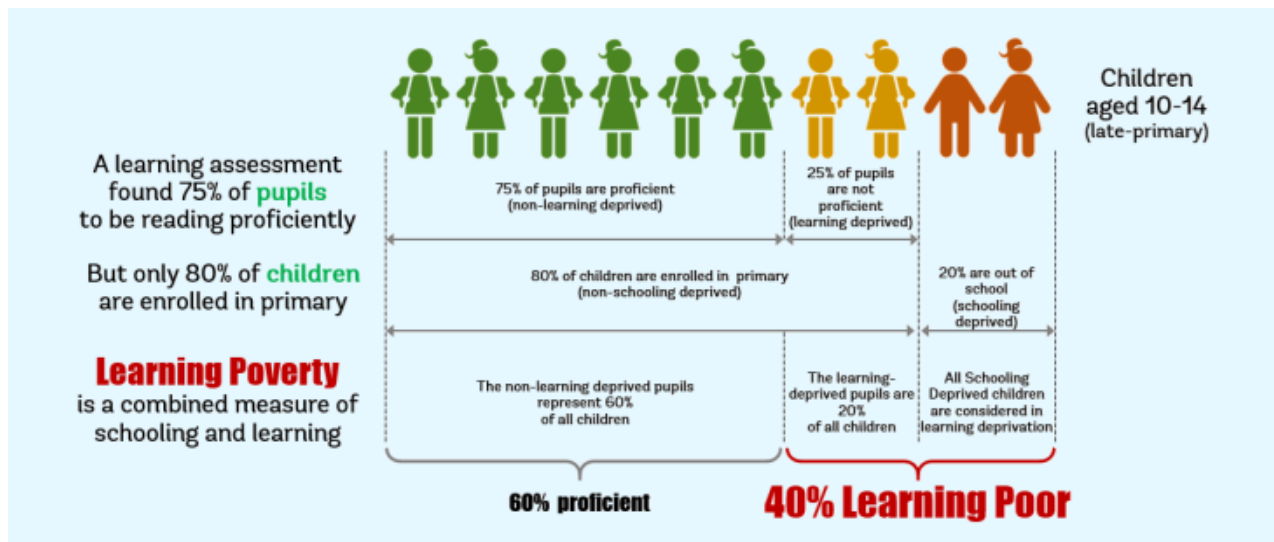 Children
aged 10-14
(late-primary)
A learning assessment
found 75% of pupils
to be reading proficiently
75% of pupils are proficient
(non-learning deprived)
25% of pupils
are not
proficient
(learning deprived)
But only 80% of children
are enrolled in primary
80% of children are enrolled in primary
(non-schooling deprived)
20% are out of
school
(schooling
deprived)
Learning Poverty
is a combined measure of
schooling and learning
The non-learning deprived pupils
represent 60%
of all children
The learning-
deprived pupils are
20%
of all children
All Schooling
Deprived children
are considered in
learning deprivation
60% proficient
40% Learning Poor